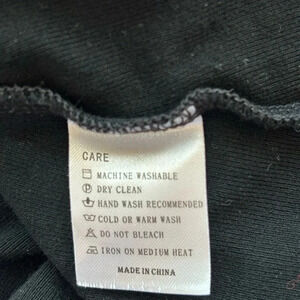 CARE
MACHINE WASHABLE
DRY CLEAN
HAND WASH RECOMMENDED
COLD OR WARM WASH
DO NOT BLEACH
IRON ON MEDIUM HEAT
MADE IN CHINA